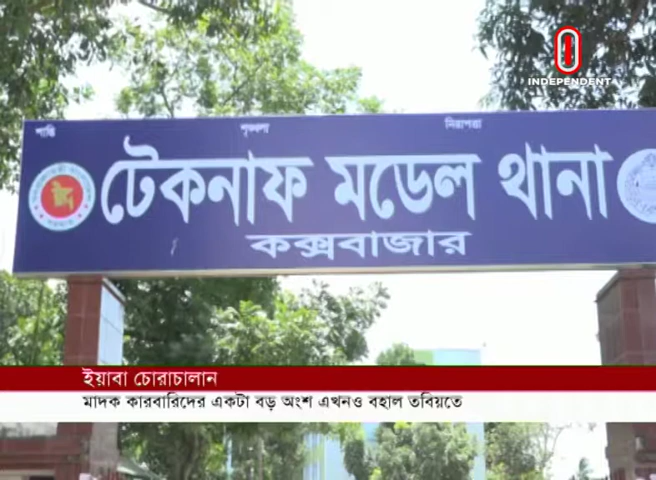 INDEPENDENT
শান্তি শৃঙ্খলা নিরাপত্তা
টেকনাফ মডেল থানা
কক্সবাজার
ইয়াবা চোরাচালান
মাদক কারবারিদের একটা বড় অংশ এখনও বহাল তবিয়তে